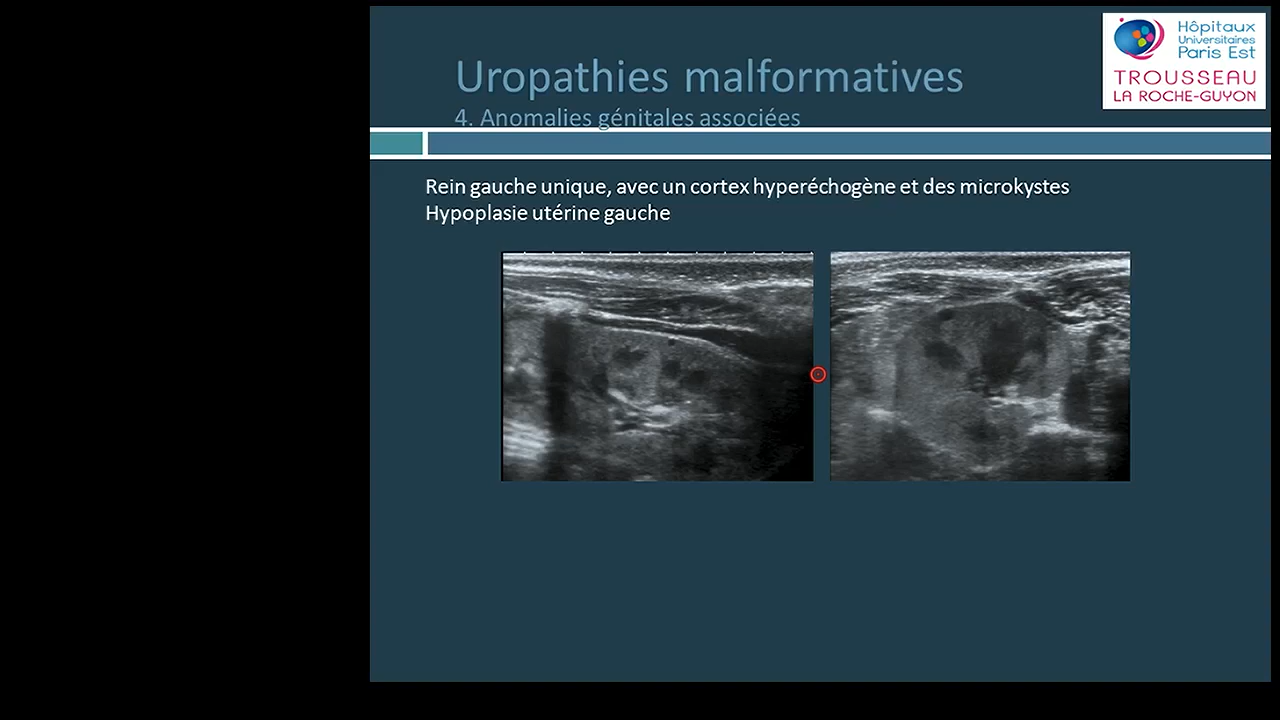 Uropathies malformatives
4. Anomalies génitales associées
Hôpitaux
Universitaires
Paris Est
TROUSSEAU
LA ROCHE-GUYON
Rein gauche unique, avec un cortex hyperéchogène et des microkystes
Hypoplasie utérine gauche